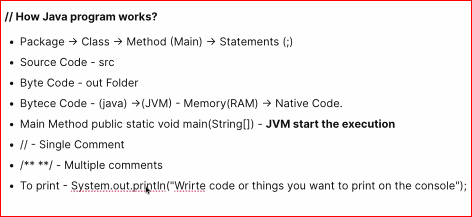 // How Java program works?
• Package → Class → Method (Main) → Statements (;)
• Source Code - src
• Byte Code - out Folder
• Bytece Code - (java) →(JVM) - Memory(RAM) → Native Code.
• Main Method public static void main(String[]) - JVM start the execution
• // - Single Comment
• /** **/ - Multiple comments
• To print - System.out.println("Wrirte code or things you want to print on the console");